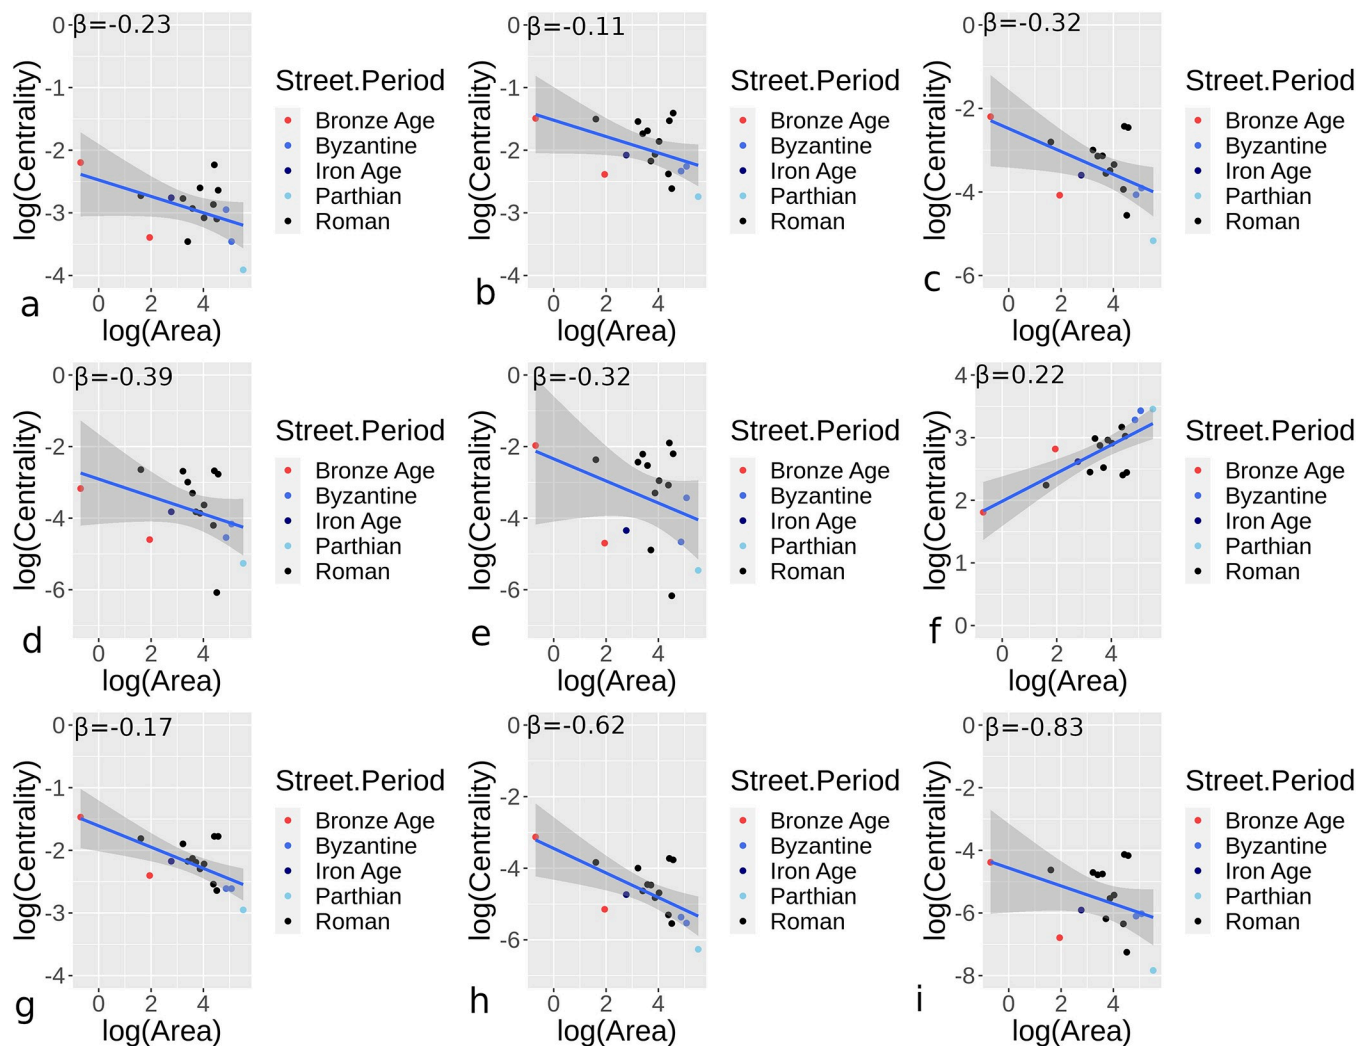 β=-0.23
0
-1
-2
-3
-4
log(Centrality)
0 2 4
log(Area)
a
Street.Period
Bronze Age
Byzantine
Iron Age
Parthian
Roman
β=-0.11
0
-1
-2
-3
-4
log(Centrality)
0 2 4
log(Area)
b
Street.Period
Bronze Age
Byzantine
Iron Age
Parthian
Roman
β=-0.32
0
-2
-4
-6
log(Centrality)
0 2 4
log(Area)
c
Street.Period
Bronze Age
Byzantine
Iron Age
Parthian
Roman
β=-0.39
0
-2
-4
-6
log(Centrality)
0 2 4
log(Area)
d
Street.Period
Bronze Age
Byzantine
Iron Age
Parthian
Roman
β=-0.32
0
-2
-4
-6
log(Centrality)
0 2 4
log(Area)
e
Street.Period
Bronze Age
Byzantine
Iron Age
Parthian
Roman
β=0.22
4
3
2
1
0
log(Centrality)
0 2 4
log(Area)
f
Street.Period
Bronze Age
Byzantine
Iron Age
Parthian
Roman
β=-0.17
0
-1
-2
-3
-4
log(Centrality)
0 2 4
log(Area)
g
Street.Period
Bronze Age
Byzantine
Iron Age
Parthian
Roman
β=-0.62
0
-2
-4
-6
log(Centrality)
0 2 4
log(Area)
h
Street.Period
Bronze Age
Byzantine
Iron Age
Parthian
Roman
β=-0.83
0
-2
-4
-6
-8
log(Centrality)
0 2 4
log(Area)
i
Street.Period
Bronze Age
Byzantine
Iron Age
Parthian
Roman